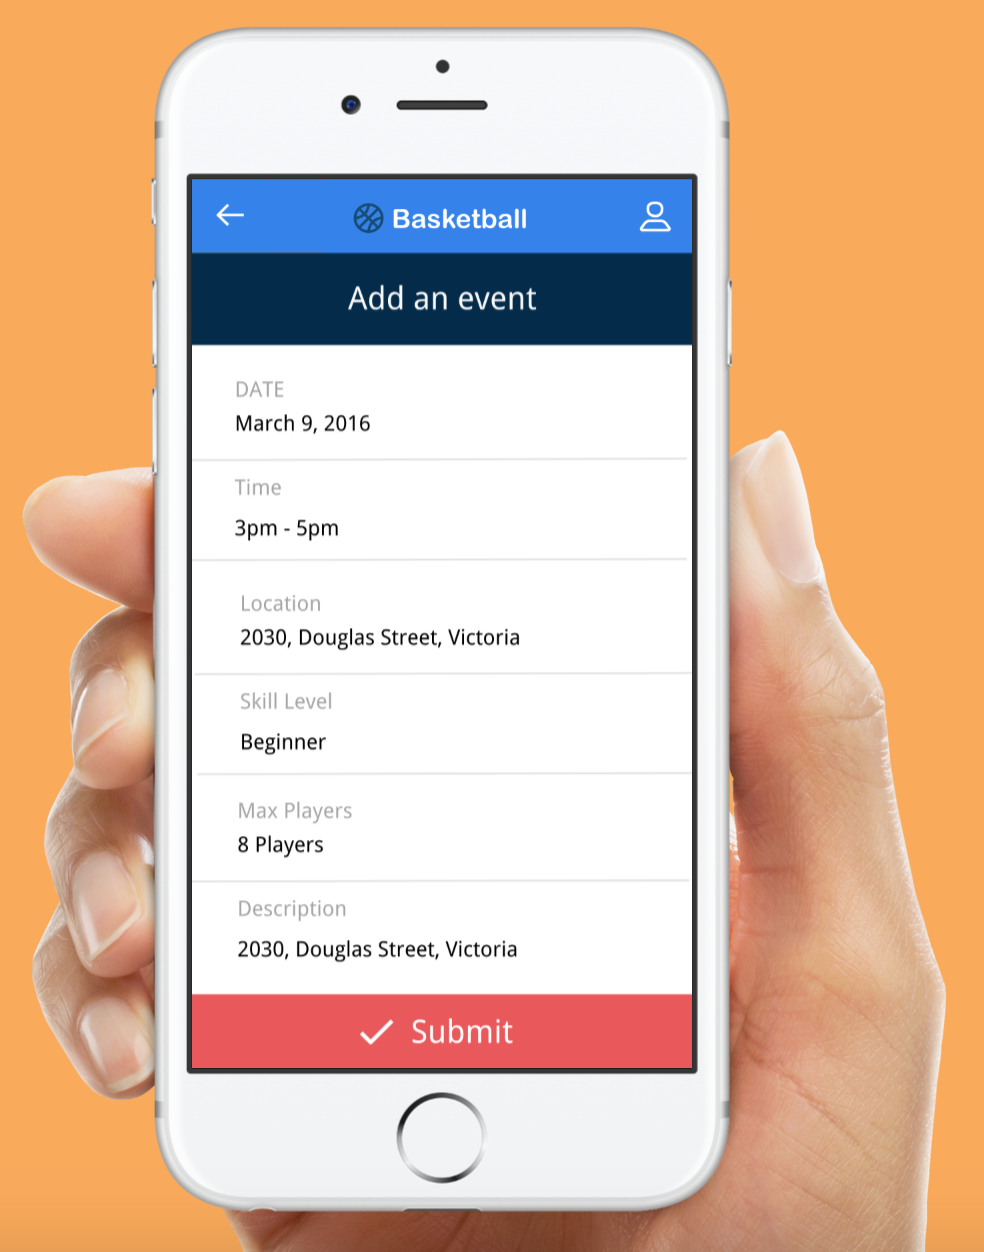 Basketball
Add an event
DATE
March 9, 2016
Time
3pm - 5pm
Location
2030, Douglas Street, Victoria
Skill Level
Beginner
Max Players
8 Players
Description
2030, Douglas Street, Victoria
Submit